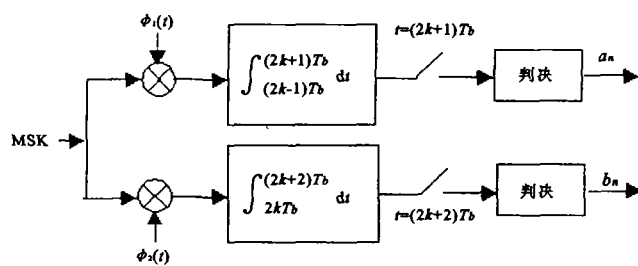 ϕ₁(t)
∫ (2k+1)Tb (2k-1)Tb dt
t=(2k+1)Tb
判决
aₙ
MSK
∫ (2k+2)Tb 2kTb dt
t=(2k+2)Tb
判决
bₙ
ϕ₂(t)